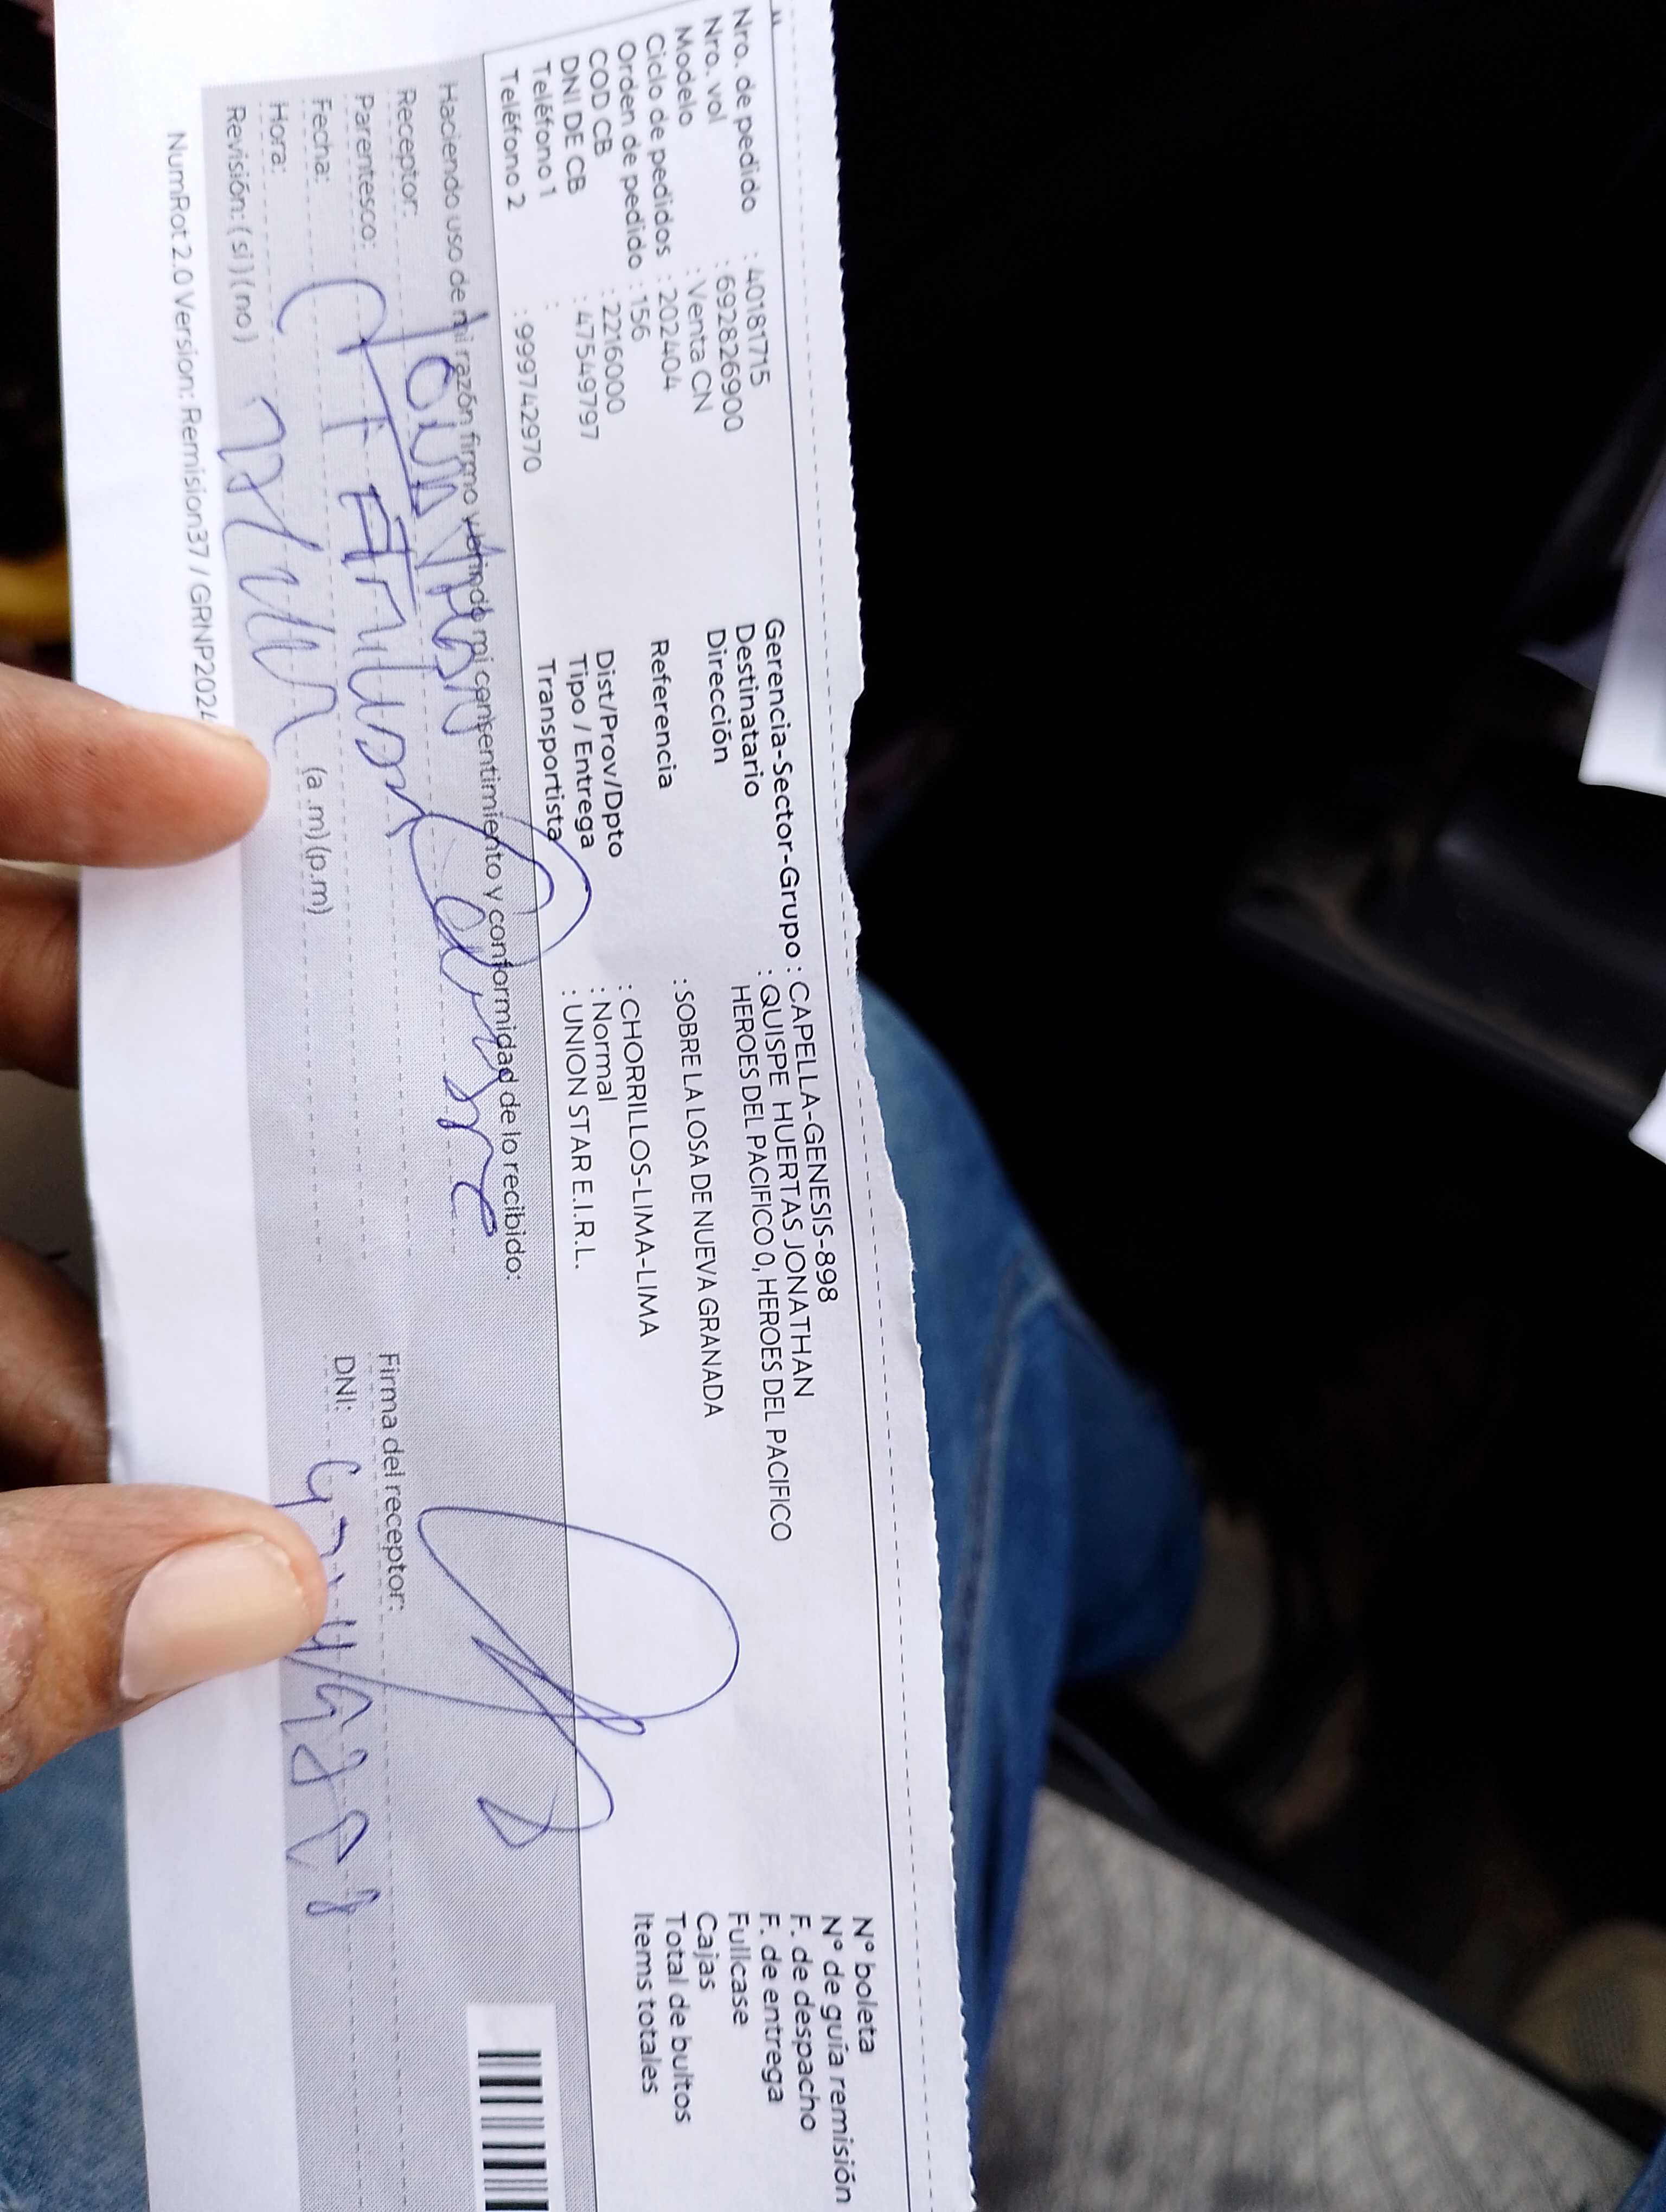 Nro. de pedido : 40181715
Nro. vol : 692826900
Modelo : Venta CN
Ciclo de pedidos : 202404
Orden de pedido : 156
COD CB : 2216000
DNI DE CB : 47549797
Teléfono 1 :
Teléfono 2 : 999742970
Gerencia-Sector-Grupo : CAPELLA-GENESIS-898
Destinatario : QUISPE HUERTAS JONATHAN
Dirección HEROES DEL PACIFICO 0, HEROES DEL PACIFICO
Referencia : SOBRE LA LOSA DE NUEVA GRANADA
Dist/Prov/Dpto : CHORRILLOS-LIMA-LIMA
Tipo / Entrega : Normal
Transportista : UNION STAR E.I.R.L.
N° boleta
N° de guía remisión
F. de despacho
F. de entrega
Fullcase
Cajas
Total de bultos
Items totales
Haciendo uso de mi razón firmo y brindo mi consentimiento y conformidad de lo recibido:
Receptor:
Parentesco:
Fecha:
Hora: (a.m)(p.m)
Revisión: ( si ) ( no )
Firma del receptor:
DNI:
NumRot 2.0 Version: Remision37 / GRNP2024